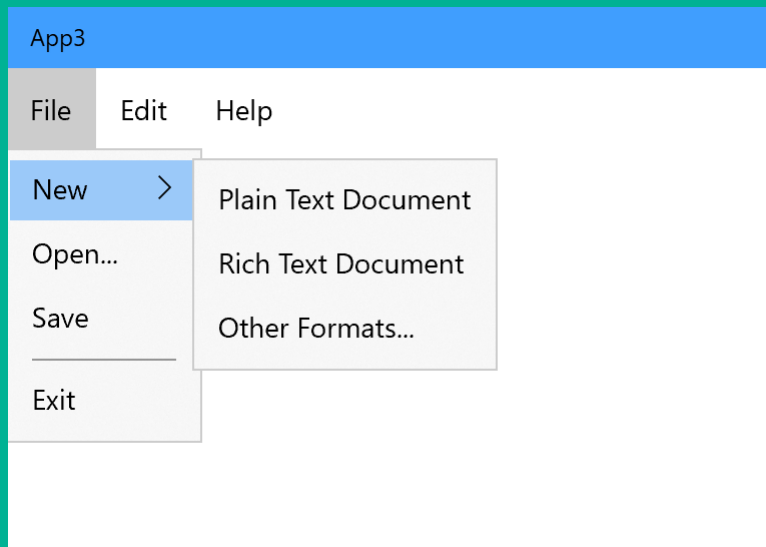 App3
File Edit Help
New
Open...
Save
Exit
Plain Text Document
Rich Text Document
Other Formats...